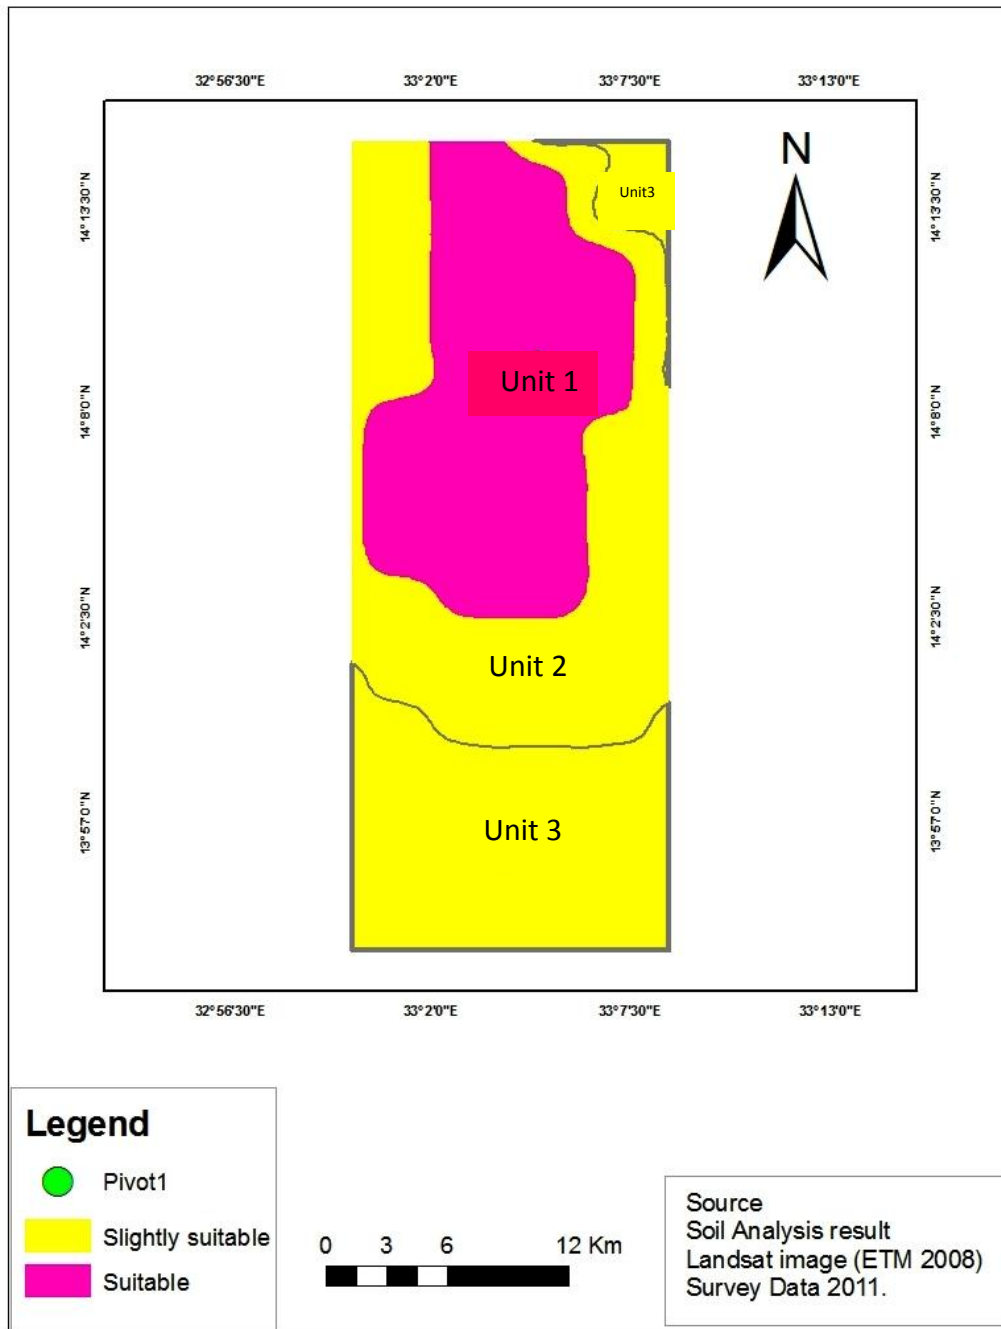 32°56'30"E 33°2'0"E 33°7'30"E 33°13'0"E
N
14°13'30"N
14°13'30"N
Unit3
Unit 1
14°8'0"N
14°8'0"N
14°2'30"N
14°2'30"N
Unit 2
13°57'0"N
13°57'0"N
Unit 3
32°56'30"E 33°2'0"E 33°7'30"E 33°13'0"E
Legend
Pivot1
Slightly suitable
Suitable
0 3 6 12 Km
Source
Soil Analysis result
Landsat image (ETM 2008)
Survey Data 2011.